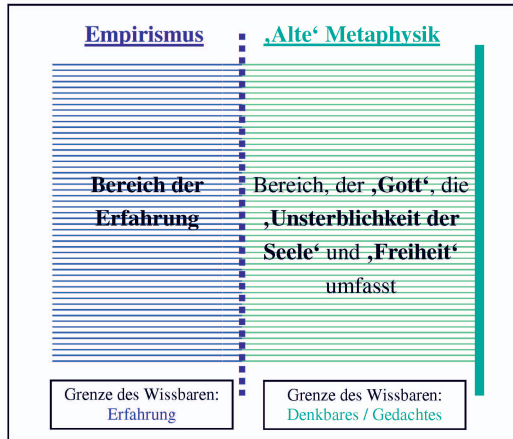 Empirismus
‚Alte‘ Metaphysik
Bereich der
Erfahrung
Bereich, der ‚Gott‘, die
‚Unsterblichkeit der
Seele‘ und ‚Freiheit‘
umfasst
Grenze des Wissbaren:
Erfahrung
Grenze des Wissbaren:
Denkbares / Gedachtes